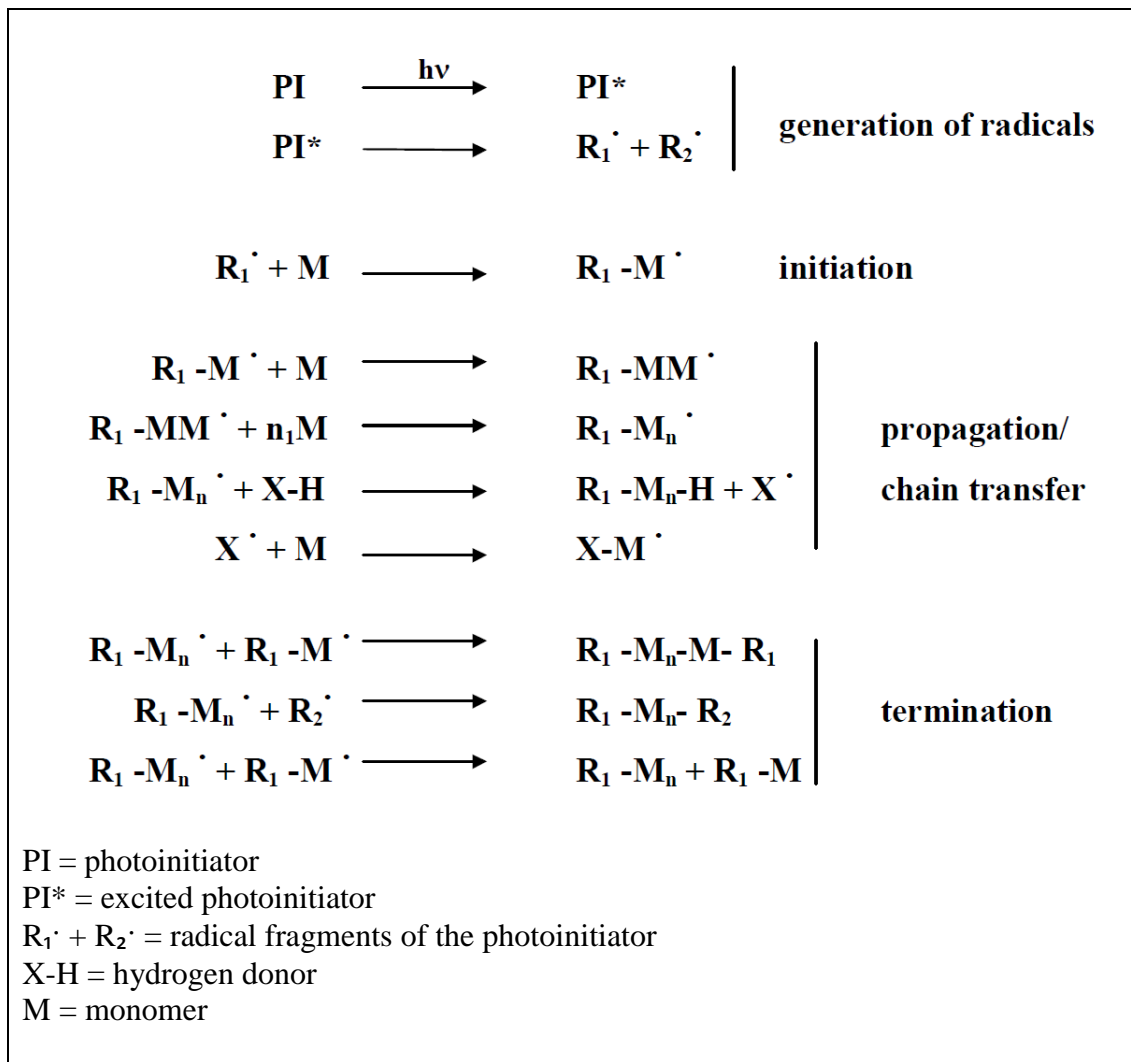 hν
PI ⟶ PI*
PI* ⟶ R₁˙ + R₂˙
generation of radicals
R₁˙ + M ⟶ R₁ -M ˙ initiation
R₁ -M ˙ + M ⟶ R₁ -MM ˙
R₁ -MM ˙ + n₁M ⟶ R₁ -Mₙ ˙ propagation/
R₁ -Mₙ ˙ + X-H ⟶ R₁ -Mₙ-H + X ˙ chain transfer
X ˙ + M ⟶ X-M ˙
R₁ -Mₙ ˙ + R₁ -M ˙ ⟶ R₁ -Mₙ-M- R₁
R₁ -Mₙ ˙ + R₂˙ ⟶ R₁ -Mₙ- R₂ termination
R₁ -Mₙ ˙ + R₁ -M ˙ ⟶ R₁ -Mₙ + R₁ -M
PI = photoinitiator
PI* = excited photoinitiator
R₁˙ + R₂˙ = radical fragments of the photoinitiator
X-H = hydrogen donor
M = monomer